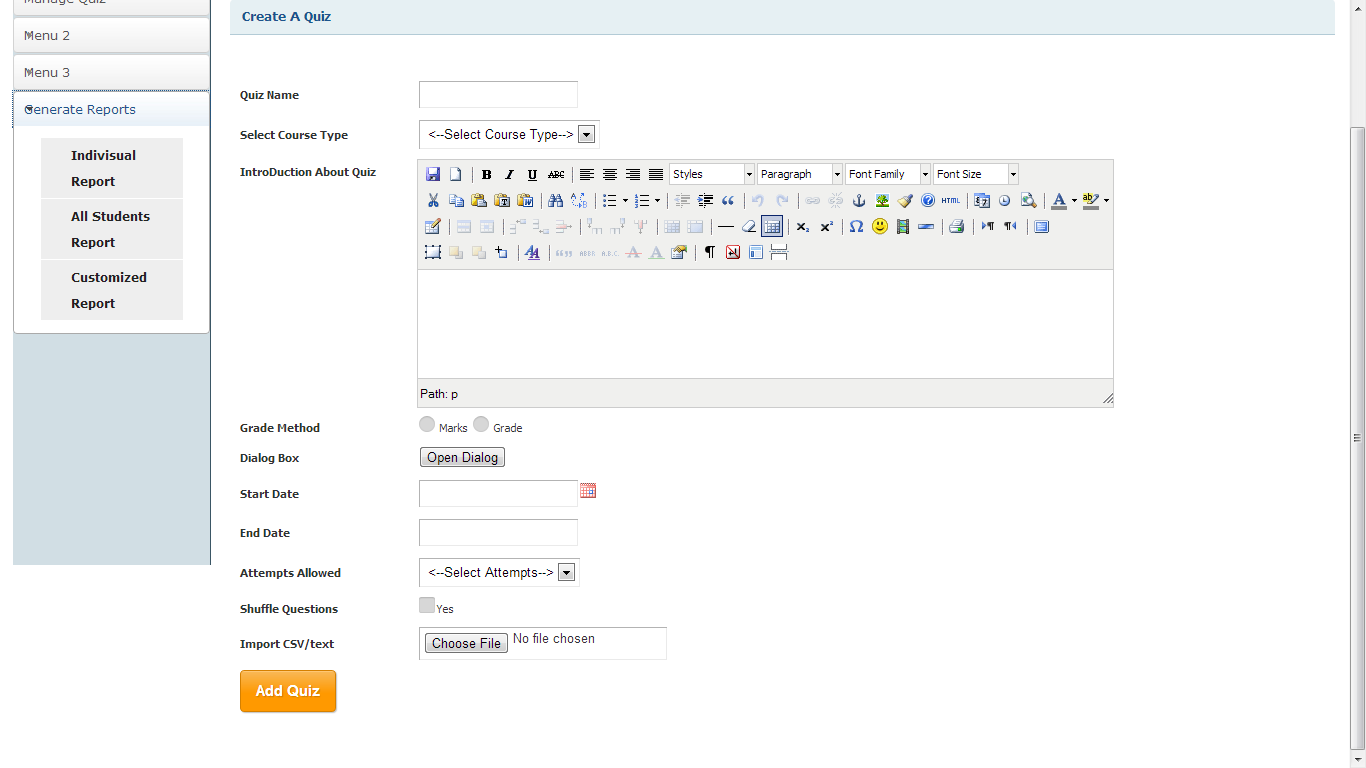 Manage Quiz
Menu 2
Menu 3
Generate Reports
Indivisual
Report
All Students
Report
Customized
Report
Create A Quiz
Quiz Name
Select Course Type <--Select Course Type-->
IntroDuction About Quiz
B I U ABC Styles Paragraph Font Family Font Size
HTML A ab
Path: p
Grade Method Marks Grade
Dialog Box Open Dialog
Start Date
End Date
Attempts Allowed <--Select Attempts-->
Shuffle Questions Yes
Import CSV/text Choose File No file chosen
Add Quiz